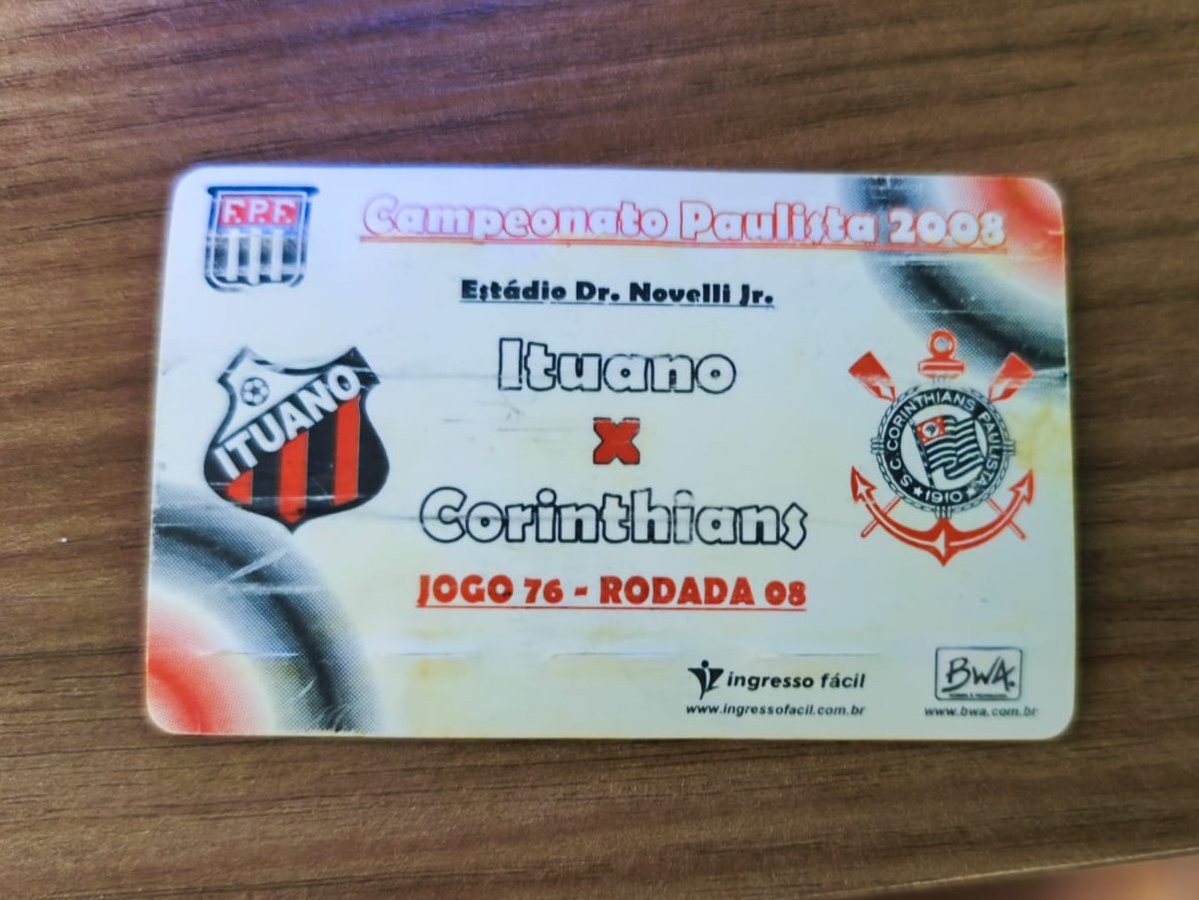 F.P.F.
Campeonato Paulista 2008
Estádio Dr. Novelli Jr.
Ituano
X
Corinthians
ITUANO
S. C. CORINTHIANS PAULISTA
1910
JOGO 76 - RODADA 08
ingresso fácil
www.ingressofacil.com.br
BWA
www.bwa.com.br